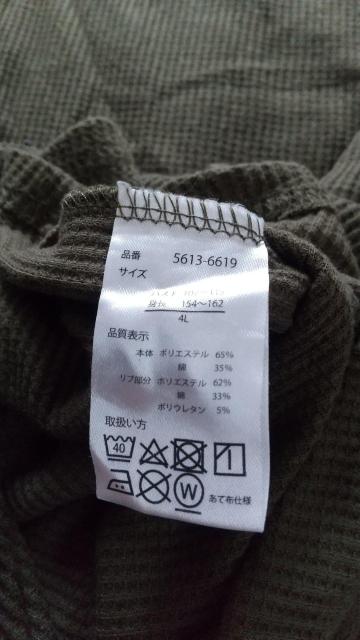 品番 5613-6619
サイズ
身長 154〜162
4L
品質表示
本体 ポリエステル 65%
綿 35%
リブ部分 ポリエステル 62%
綿 33%
ポリウレタン 5%
取扱い方
40
W あて布仕様